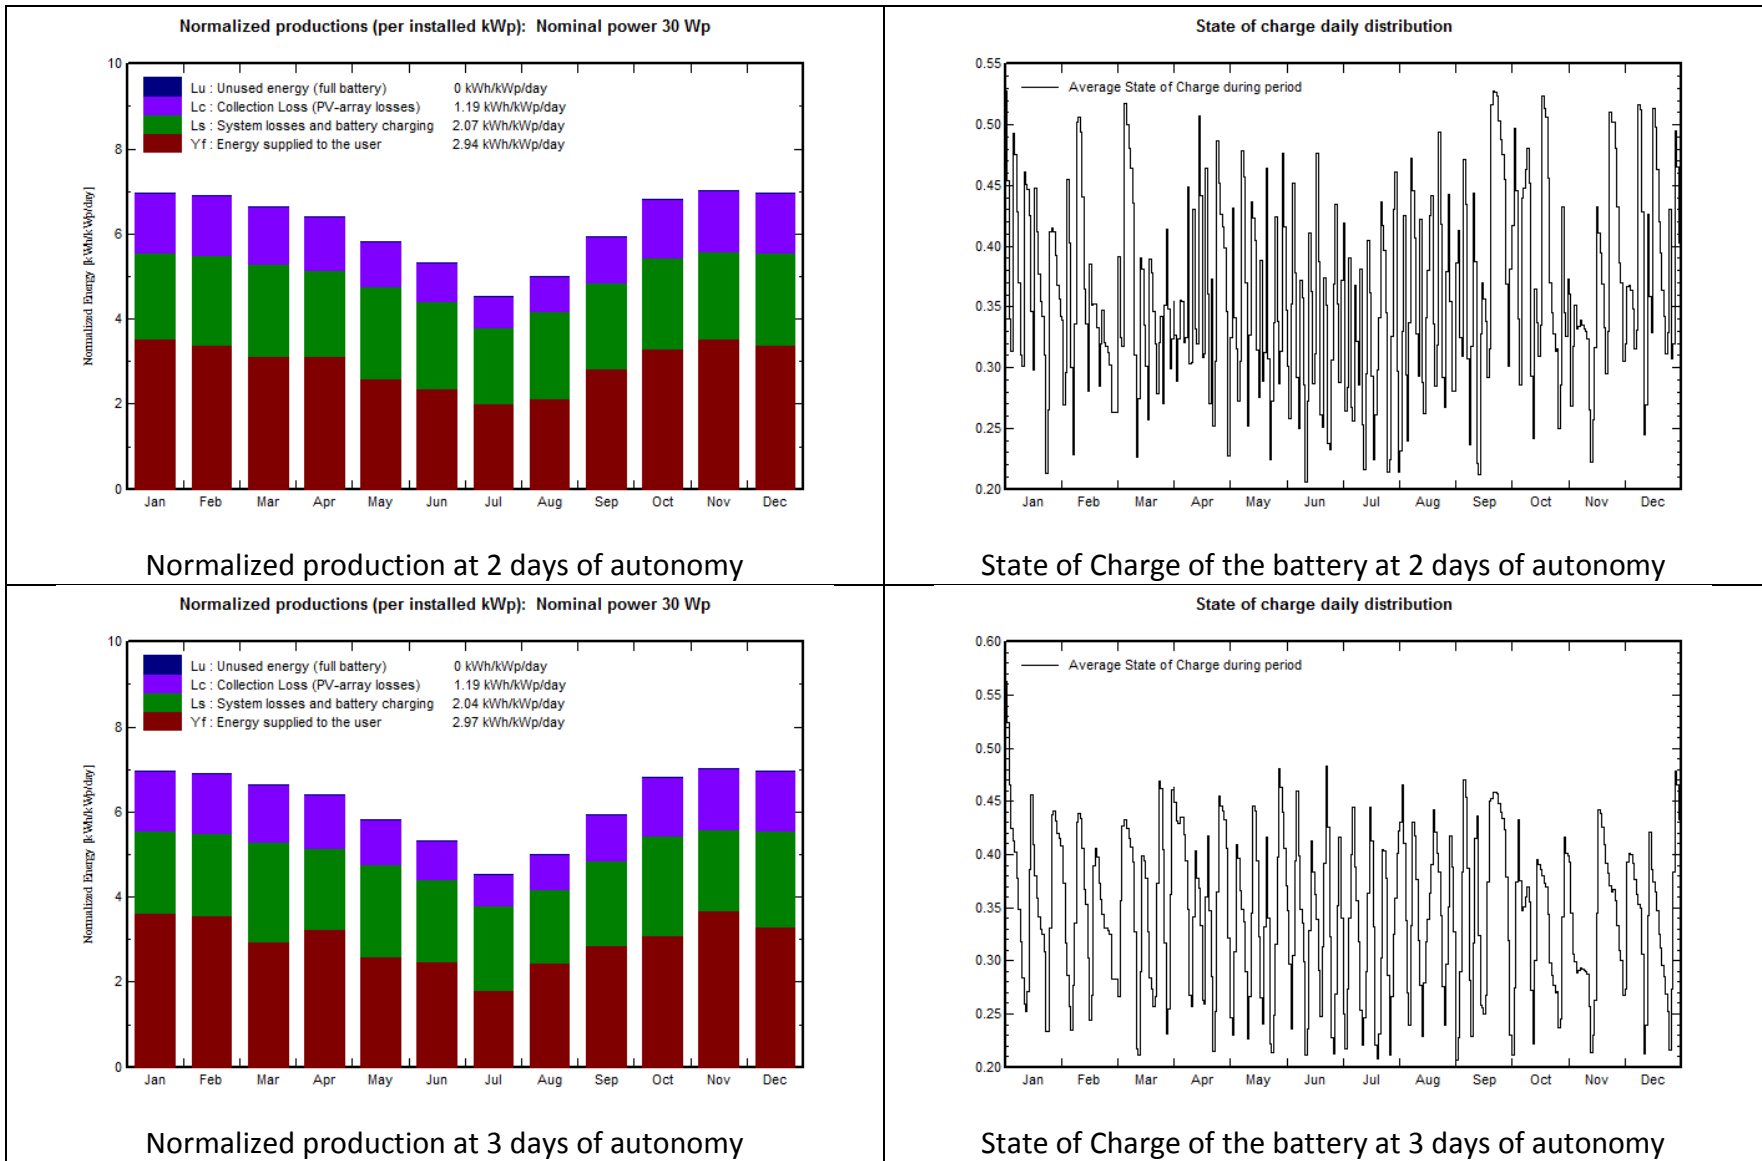 Normalized productions (per installed kWp): Nominal power 30 Wp
10
8
6
4
2
0
Normalized Energy [kWh/kWp/day]
Lu : Unused energy (full battery) 0 kWh/kWp/day
Lc : Collection Loss (PV-array losses) 1.19 kWh/kWp/day
Ls : System losses and battery charging 2.07 kWh/kWp/day
Yf : Energy supplied to the user 2.94 kWh/kWp/day
Jan Feb Mar Apr May Jun Jul Aug Sep Oct Nov Dec
Normalized production at 2 days of autonomy
State of charge daily distribution
0.55
0.50
0.45
0.40
0.35
0.30
0.25
0.20
Average State of Charge during period
Jan Feb Mar Apr May Jun Jul Aug Sep Oct Nov Dec
State of Charge of the battery at 2 days of autonomy
Normalized productions (per installed kWp): Nominal power 30 Wp
10
8
6
4
2
0
Normalized Energy [kWh/kWp/day]
Lu : Unused energy (full battery) 0 kWh/kWp/day
Lc : Collection Loss (PV-array losses) 1.19 kWh/kWp/day
Ls : System losses and battery charging 2.04 kWh/kWp/day
Yf : Energy supplied to the user 2.97 kWh/kWp/day
Jan Feb Mar Apr May Jun Jul Aug Sep Oct Nov Dec
Normalized production at 3 days of autonomy
State of charge daily distribution
0.60
0.55
0.50
0.45
0.40
0.35
0.30
0.25
0.20
Average State of Charge during period
Jan Feb Mar Apr May Jun Jul Aug Sep Oct Nov Dec
State of Charge of the battery at 3 days of autonomy